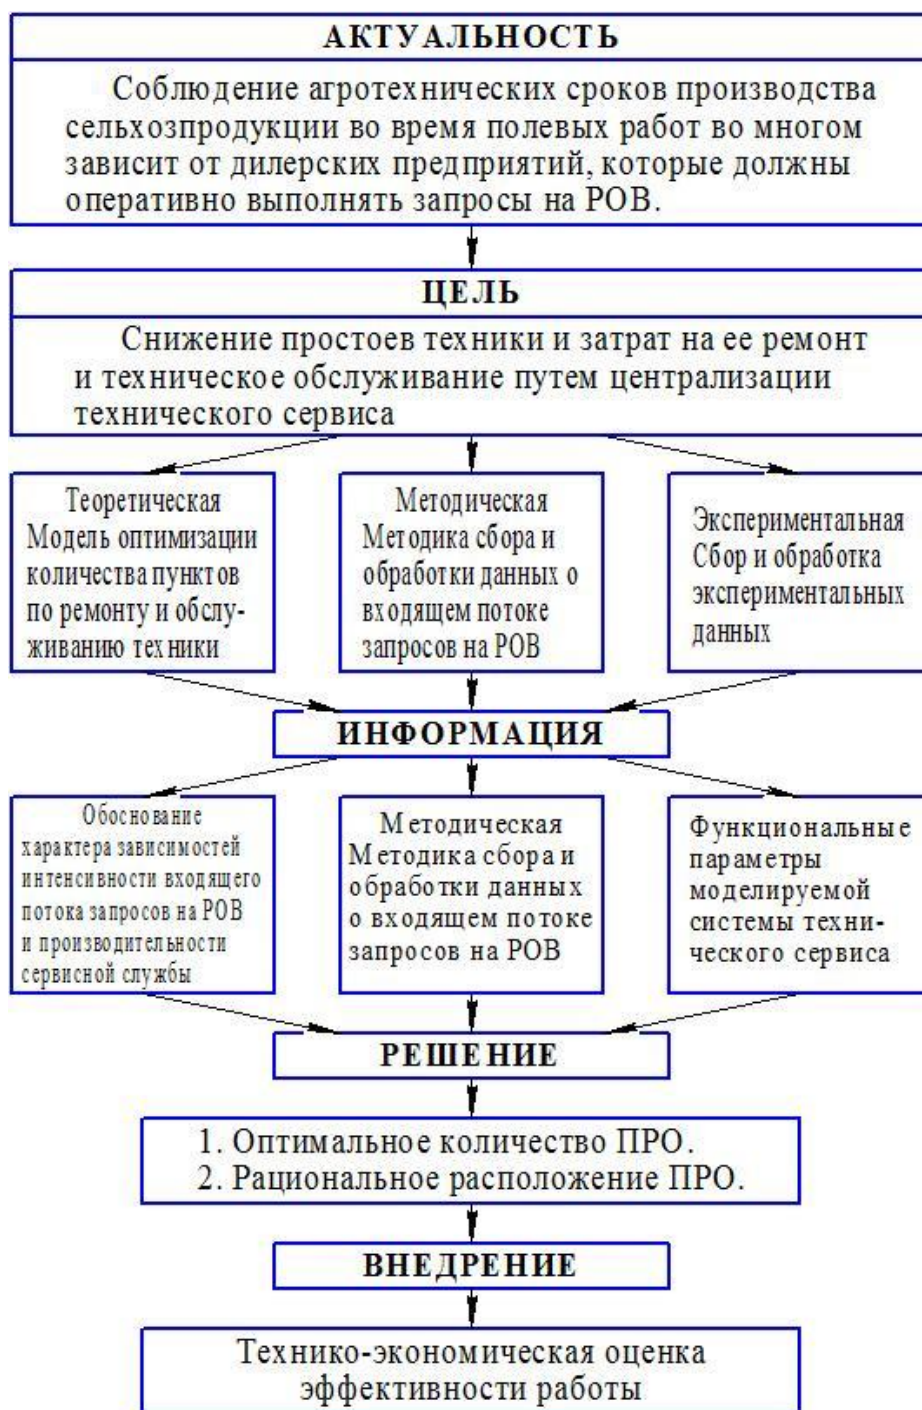 АКТУАЛЬНОСТЬ
Соблюдение агротехнических сроков производства
сельхозпродукции во время полевых работ во многом
зависит от дилерских предприятий, которые должны
оперативно выполнять запросы на РОВ.
ЦЕЛЬ
Снижение простоев техники и затрат на ее ремонт
и техническое обслуживание путем централизации
технического сервиса
Теоретическая
Модель оптимизации
количества пунктов
по ремонту и обслу-
живанию техники
Методическая
Методика сбора и
обработки данных о
входящем потоке
запросов на РОВ
Экспериментальная
Сбор и обработка
экспериментальных
данных
ИНФОРМАЦИЯ
Обоснование
характера зависимостей
интенсивности входящего
потока запросов на РОВ
и производительности
сервисной службы
Методическая
Методика сбора и
обработки данных
о входящем потоке
запросов на РОВ
Функциональные
параметры
моделируемой
системы техни-
ческого сервиса
РЕШЕНИЕ
1. Оптимальное количество ПРО.
2. Рациональное расположение ПРО.
ВНЕДРЕНИЕ
Технико-экономическая оценка
эффективности работы